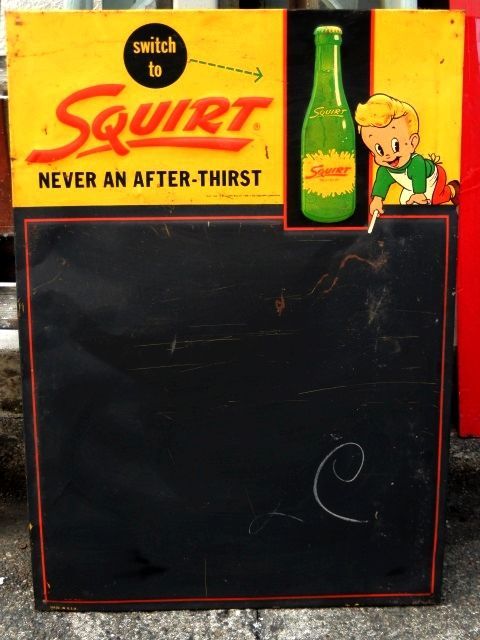 switch
to
SQUIRT®
NEVER AN AFTER-THIRST
SQUIRT
SQUIRT
C